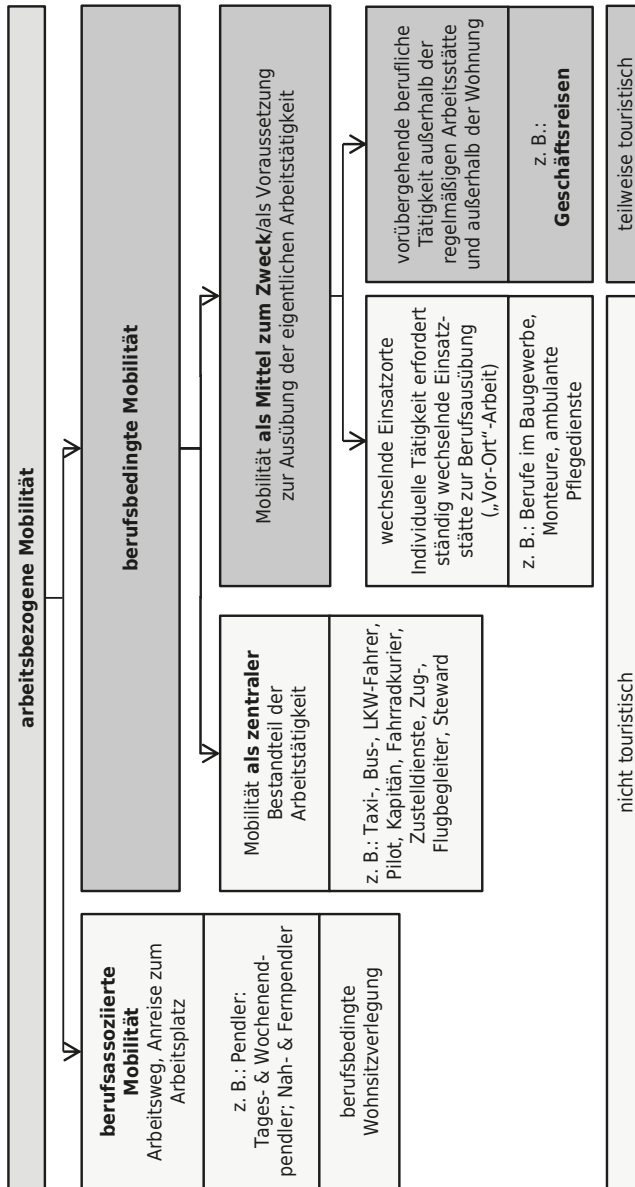 arbeitsbezogene Mobilität
berufsassoziierte
Mobilität
Arbeitsweg, Anreise zum
Arbeitsplatz
z. B.: Pendler:
Tages- & Wochenend-
pendler; Nah- & Fernpendler
berufsbedingte
Wohnsitzverlegung
berufsbedingte Mobilität
Mobilität als zentraler
Bestandteil der
Arbeitstätigkeit
z. B.: Taxi-, Bus-, LKW-Fahrer,
Pilot, Kapitän, Fahrradkurier,
Zustelldienste, Zug-,
Flugbegleiter, Steward
Mobilität als Mittel zum Zweck/als Voraussetzung
zur Ausübung der eigentlichen Arbeitstätigkeit
wechselnde Einsatzorte
Individuelle Tätigkeit erfordert
ständig wechselnde Einsatz-
stätte zur Berufsausübung
(„Vor-Ort“-Arbeit)
z. B.: Berufe im Baugewerbe,
Monteure, ambulante
Pflegedienste
vorübergehende berufliche
Tätigkeit außerhalb der
regelmäßigen Arbeitsstätte
und außerhalb der Wohnung
z. B.:
Geschäftsreisen
nicht touristisch
teilweise touristisch